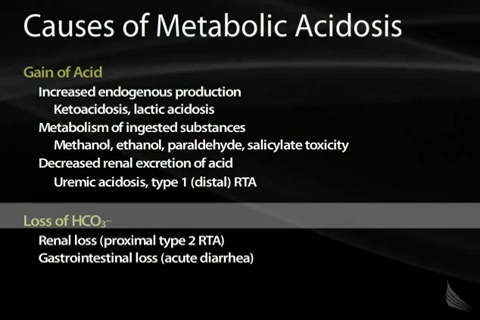 Causes of Metabolic Acidosis
Gain of Acid
Increased endogenous production
Ketoacidosis, lactic acidosis
Metabolism of ingested substances
Methanol, ethanol, paraldehyde, salicylate toxicity
Decreased renal excretion of acid
Uremic acidosis, type 1 (distal) RTA
Loss of HCO₃⁻
Renal loss (proximal type 2 RTA)
Gastrointestinal loss (acute diarrhea)